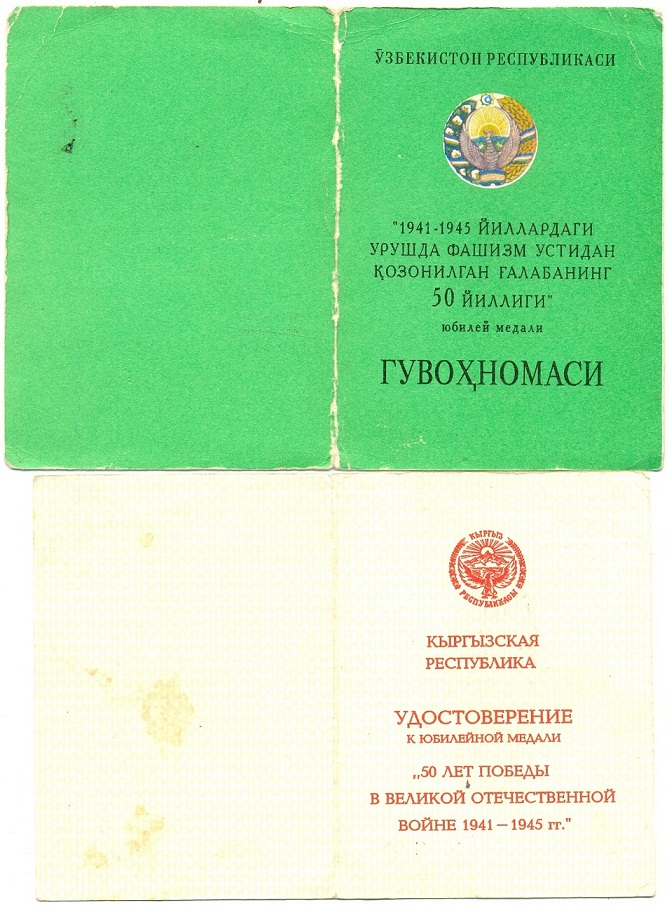 ЎЗБЕКИСТОН РЕСПУБЛИКАСИ
"1941-1945 ЙИЛЛАРДАГИ
УРУШДА ФАШИЗМ УСТИДАН
ҚОЗОНИЛГАН ҒАЛАБАНИНГ
50 ЙИЛЛИГИ"
юбилей медали
ГУВОҲНОМАСИ
КЫРГЫЗ
РЕСПУБЛИКАСЫ
КЫРГЫЗСКАЯ
РЕСПУБЛИКА
УДОСТОВЕРЕНИЕ
К ЮБИЛЕЙНОЙ МЕДАЛИ
„50 ЛЕТ ПОБЕДЫ
В ВЕЛИКОЙ ОТЕЧЕСТВЕННОЙ
ВОЙНЕ 1941—1945 гг."